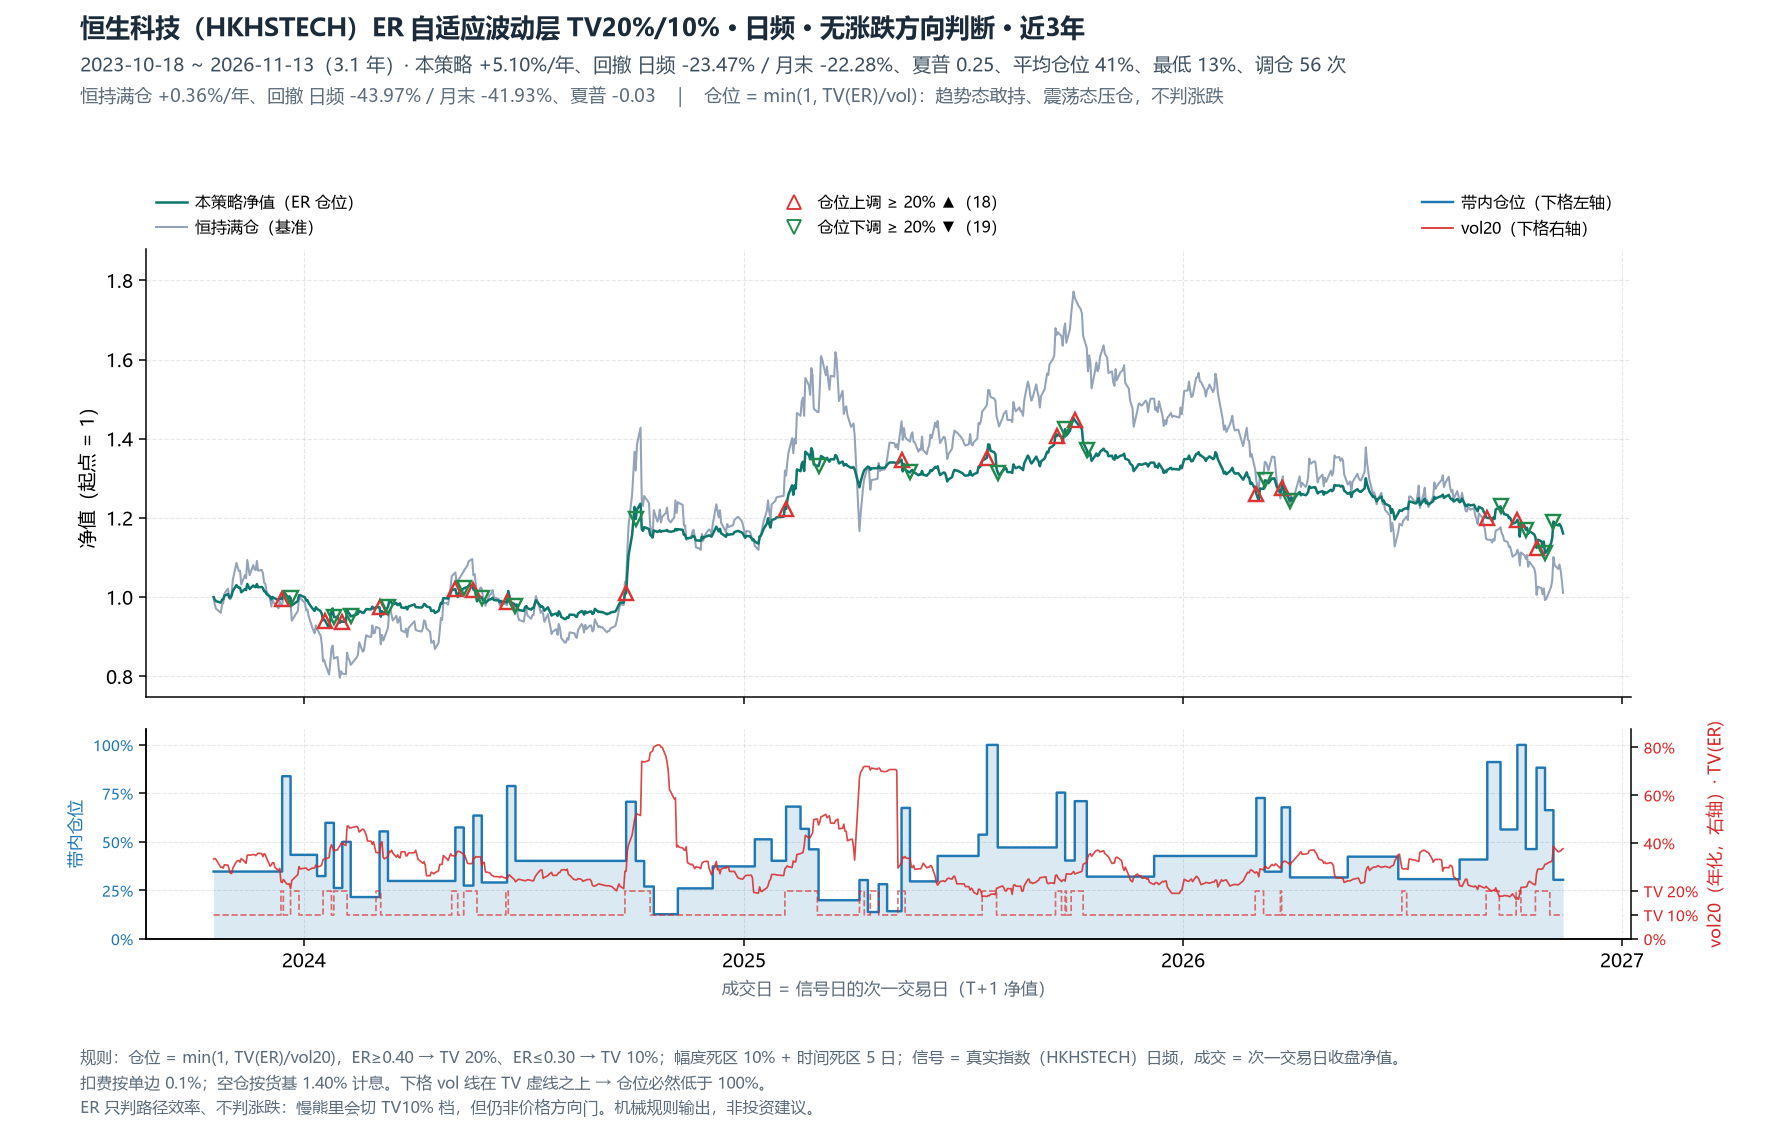 恒生科技（HKHSTECH）ER 自适应波动层 TV20%/10% • 日频 • 无涨跌方向判断 • 近3年
2023-10-18 ~ 2026-11-13（3.1 年）· 本策略 +5.10%/年、回撤 日频 -23.47% / 月末 -22.28%、夏普 0.25、平均仓位 41%、最低 13%、调仓 56 次
恒持满仓 +0.36%/年、回撤 日频 -43.97% / 月末 -41.93%、夏普 -0.03 | 仓位 = min(1, TV(ER)/vol)：趋势态敢持、震荡态压仓，不判涨跌
本策略净值（ER 仓位）
恒持满仓（基准）
仓位上调 ≥ 20% ▲（18）
仓位下调 ≥ 20% ▼（19）
带内仓位（下格左轴）
vol20（下格右轴）
净值（起点 = 1）
1.8
1.6
1.4
1.2
1.0
0.8
带内仓位
100%
75%
50%
25%
0%
80%
60%
40%
TV 20%
TV 10%
0%
vol20（年化，右轴）· TV(ER)
2024
2025
2026
2027
成交日 = 信号日的次一交易日（T+1 净值）
规则：仓位 = min(1, TV(ER)/vol20)，ER≥0.40 → TV 20%、ER≤0.30 → TV 10%；幅度死区 10% + 时间死区 5 日；信号 = 真实指数（HKHSTECH）日频，成交 = 次一交易日收盘净值。
扣费按单边 0.1%；空仓按货基 1.40% 计息。下格 vol 线在 TV 虚线之上 → 仓位必然低于 100%。
ER 只判路径效率、不判涨跌：慢熊里会切 TV10% 档，但仍非价格方向门。机械规则输出，非投资建议。